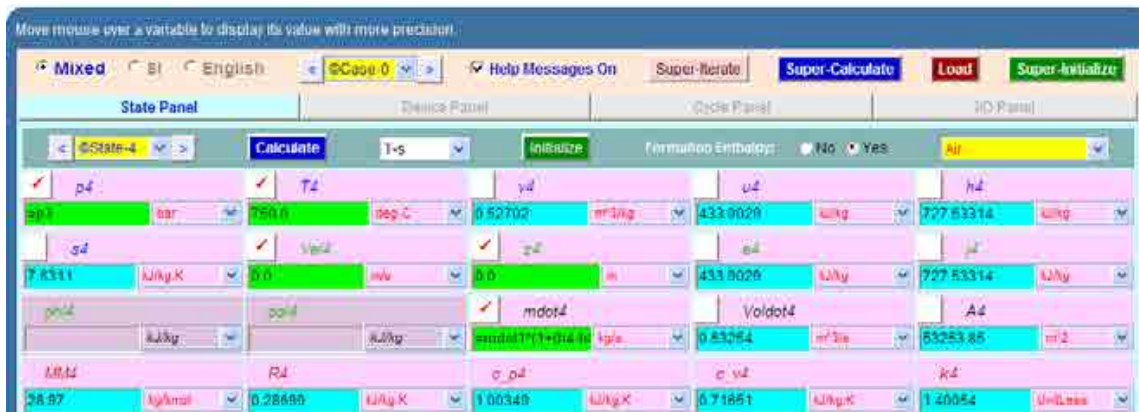 Move mouse over a variable to display its value with more precision.
Mixed SI English < ©Case-0 > Help Messages On Super-Iterate Super-Calculate Load Super-Initialize
State Panel Device Panel Cycle Panel I/O Panel
< ©State-4 > Calculate T-s Initialize Formation Enthalpy: No Yes Air
p4 T4 v4 u4 h4
=p3 bar 750.0 deg-C 0.52702 m^3/kg 433.9029 kJ/kg 727.53314 kJ/kg
s4 Vel4 z4 e4 j4
7.6311 kJ/kg.K 0.0 m/s 0.0 m 433.9029 kJ/kg 727.53314 kJ/kg
phi4 psi4 mdot4 Voldot4 A4
kJ/kg kJ/kg kg/s m^3/s 53253.85 m^2
MM4 R4 c_p4 c_v4 k4
28.97 kg/kmol 0.28699 kJ/kg.K 1.00349 kJ/kg.K 0.71651 kJ/kg.K 1.40054 UnitLess